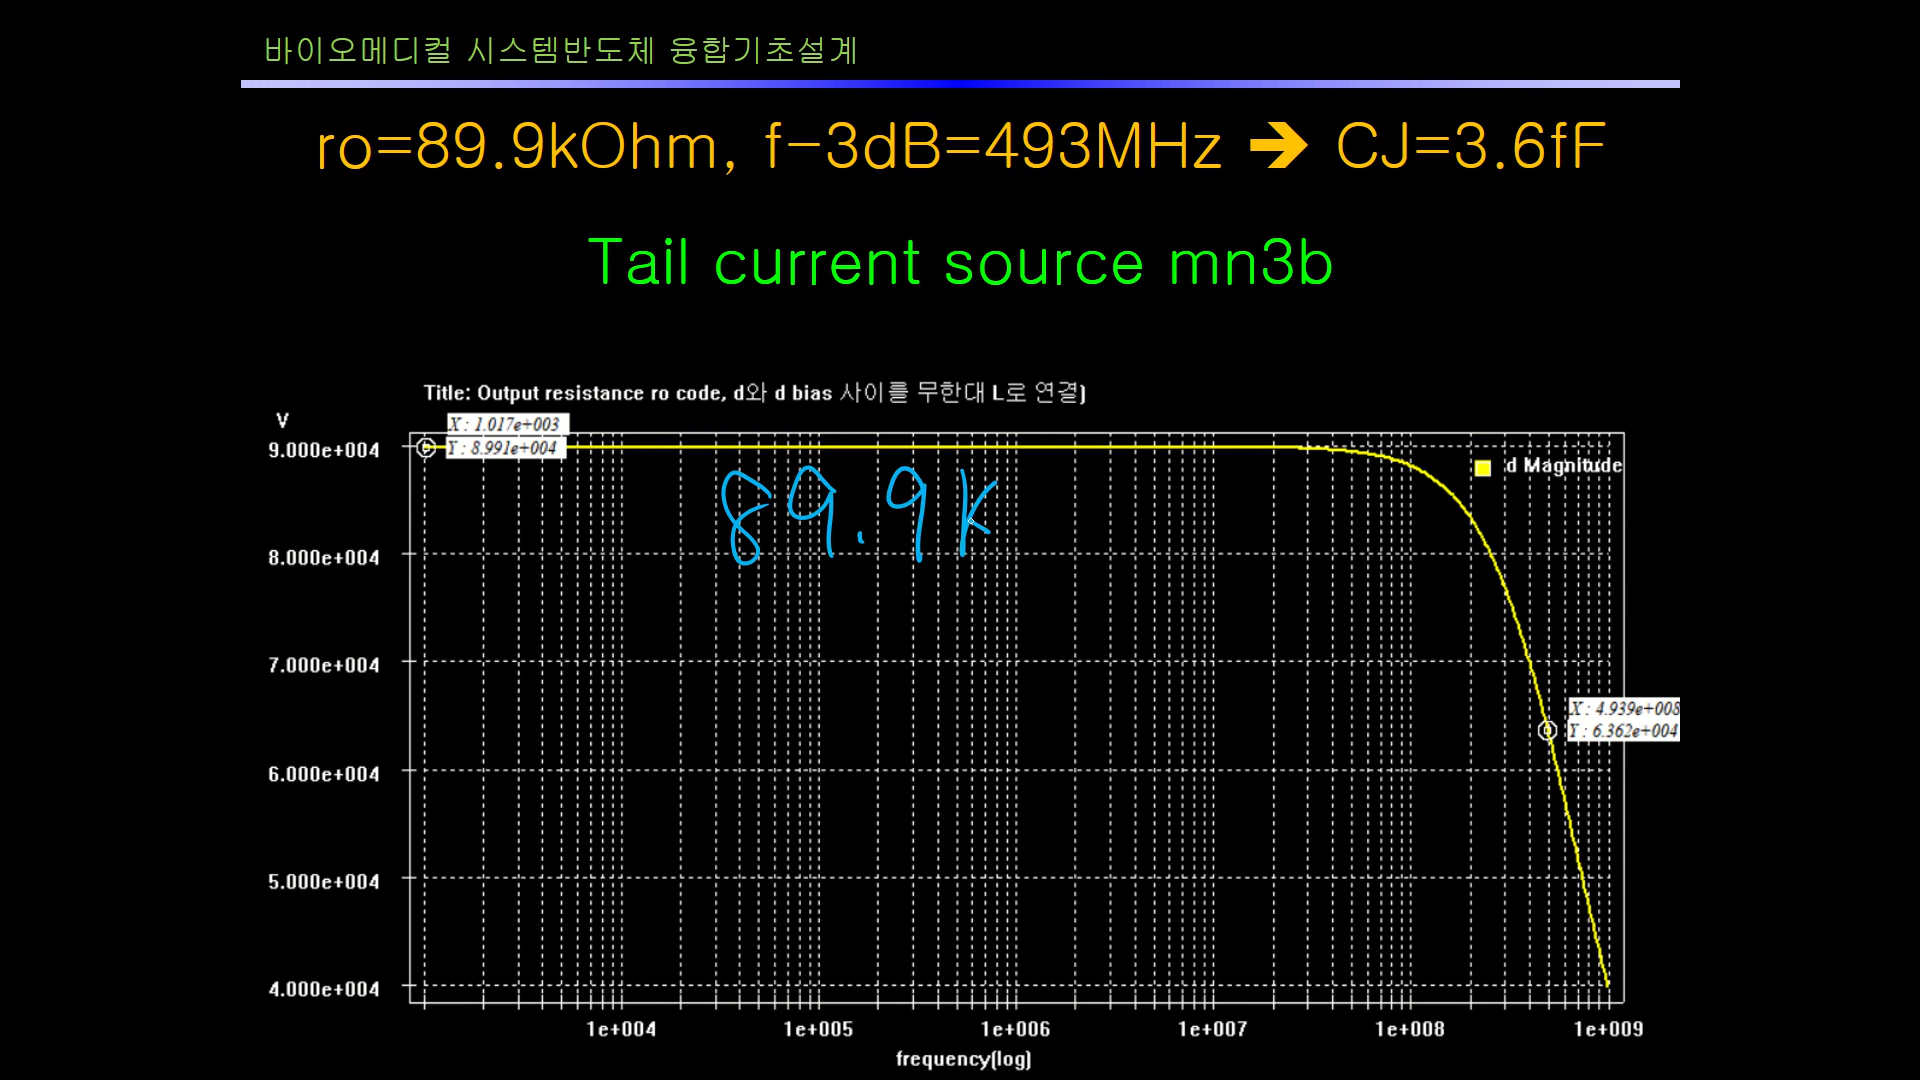 바이오메디컬 시스템반도체 융합기초설계
ro=89.9kOhm, f-3dB=493MHz ➔ CJ=3.6fF
Tail current source mn3b
Title: Output resistance ro code, d와 d bias 사이를 무한대 L로 연결)
V
X : 1.017e+003
Y : 8.991e+004
9.000e+004
d Magnitude
89.9K
8.000e+004
7.000e+004
X : 4.939e+008
Y : 6.362e+004
6.000e+004
5.000e+004
4.000e+004
1e+004 1e+005 1e+006 1e+007 1e+008 1e+009
frequency(log)